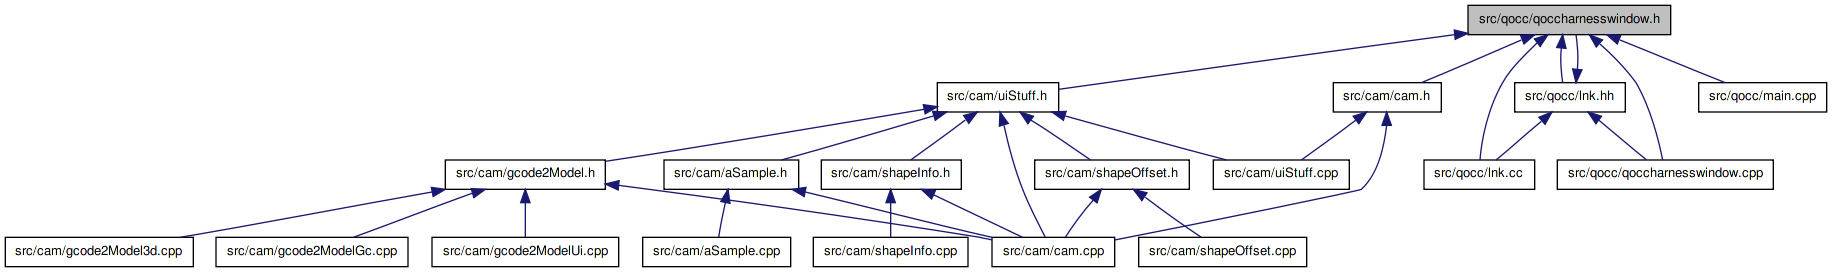 src/qocc/qoccharnesswindow.h
src/cam/uiStuff.h
src/cam/cam.h
src/qocc/lnk.hh
src/qocc/main.cpp
src/cam/gcode2Model.h
src/cam/aSample.h
src/cam/shapeInfo.h
src/cam/shapeOffset.h
src/cam/uiStuff.cpp
src/qocc/lnk.cc
src/qocc/qoccharnesswindow.cpp
src/cam/gcode2Model3d.cpp
src/cam/gcode2ModelGc.cpp
src/cam/gcode2ModelUi.cpp
src/cam/aSample.cpp
src/cam/shapeInfo.cpp
src/cam/cam.cpp
src/cam/shapeOffset.cpp